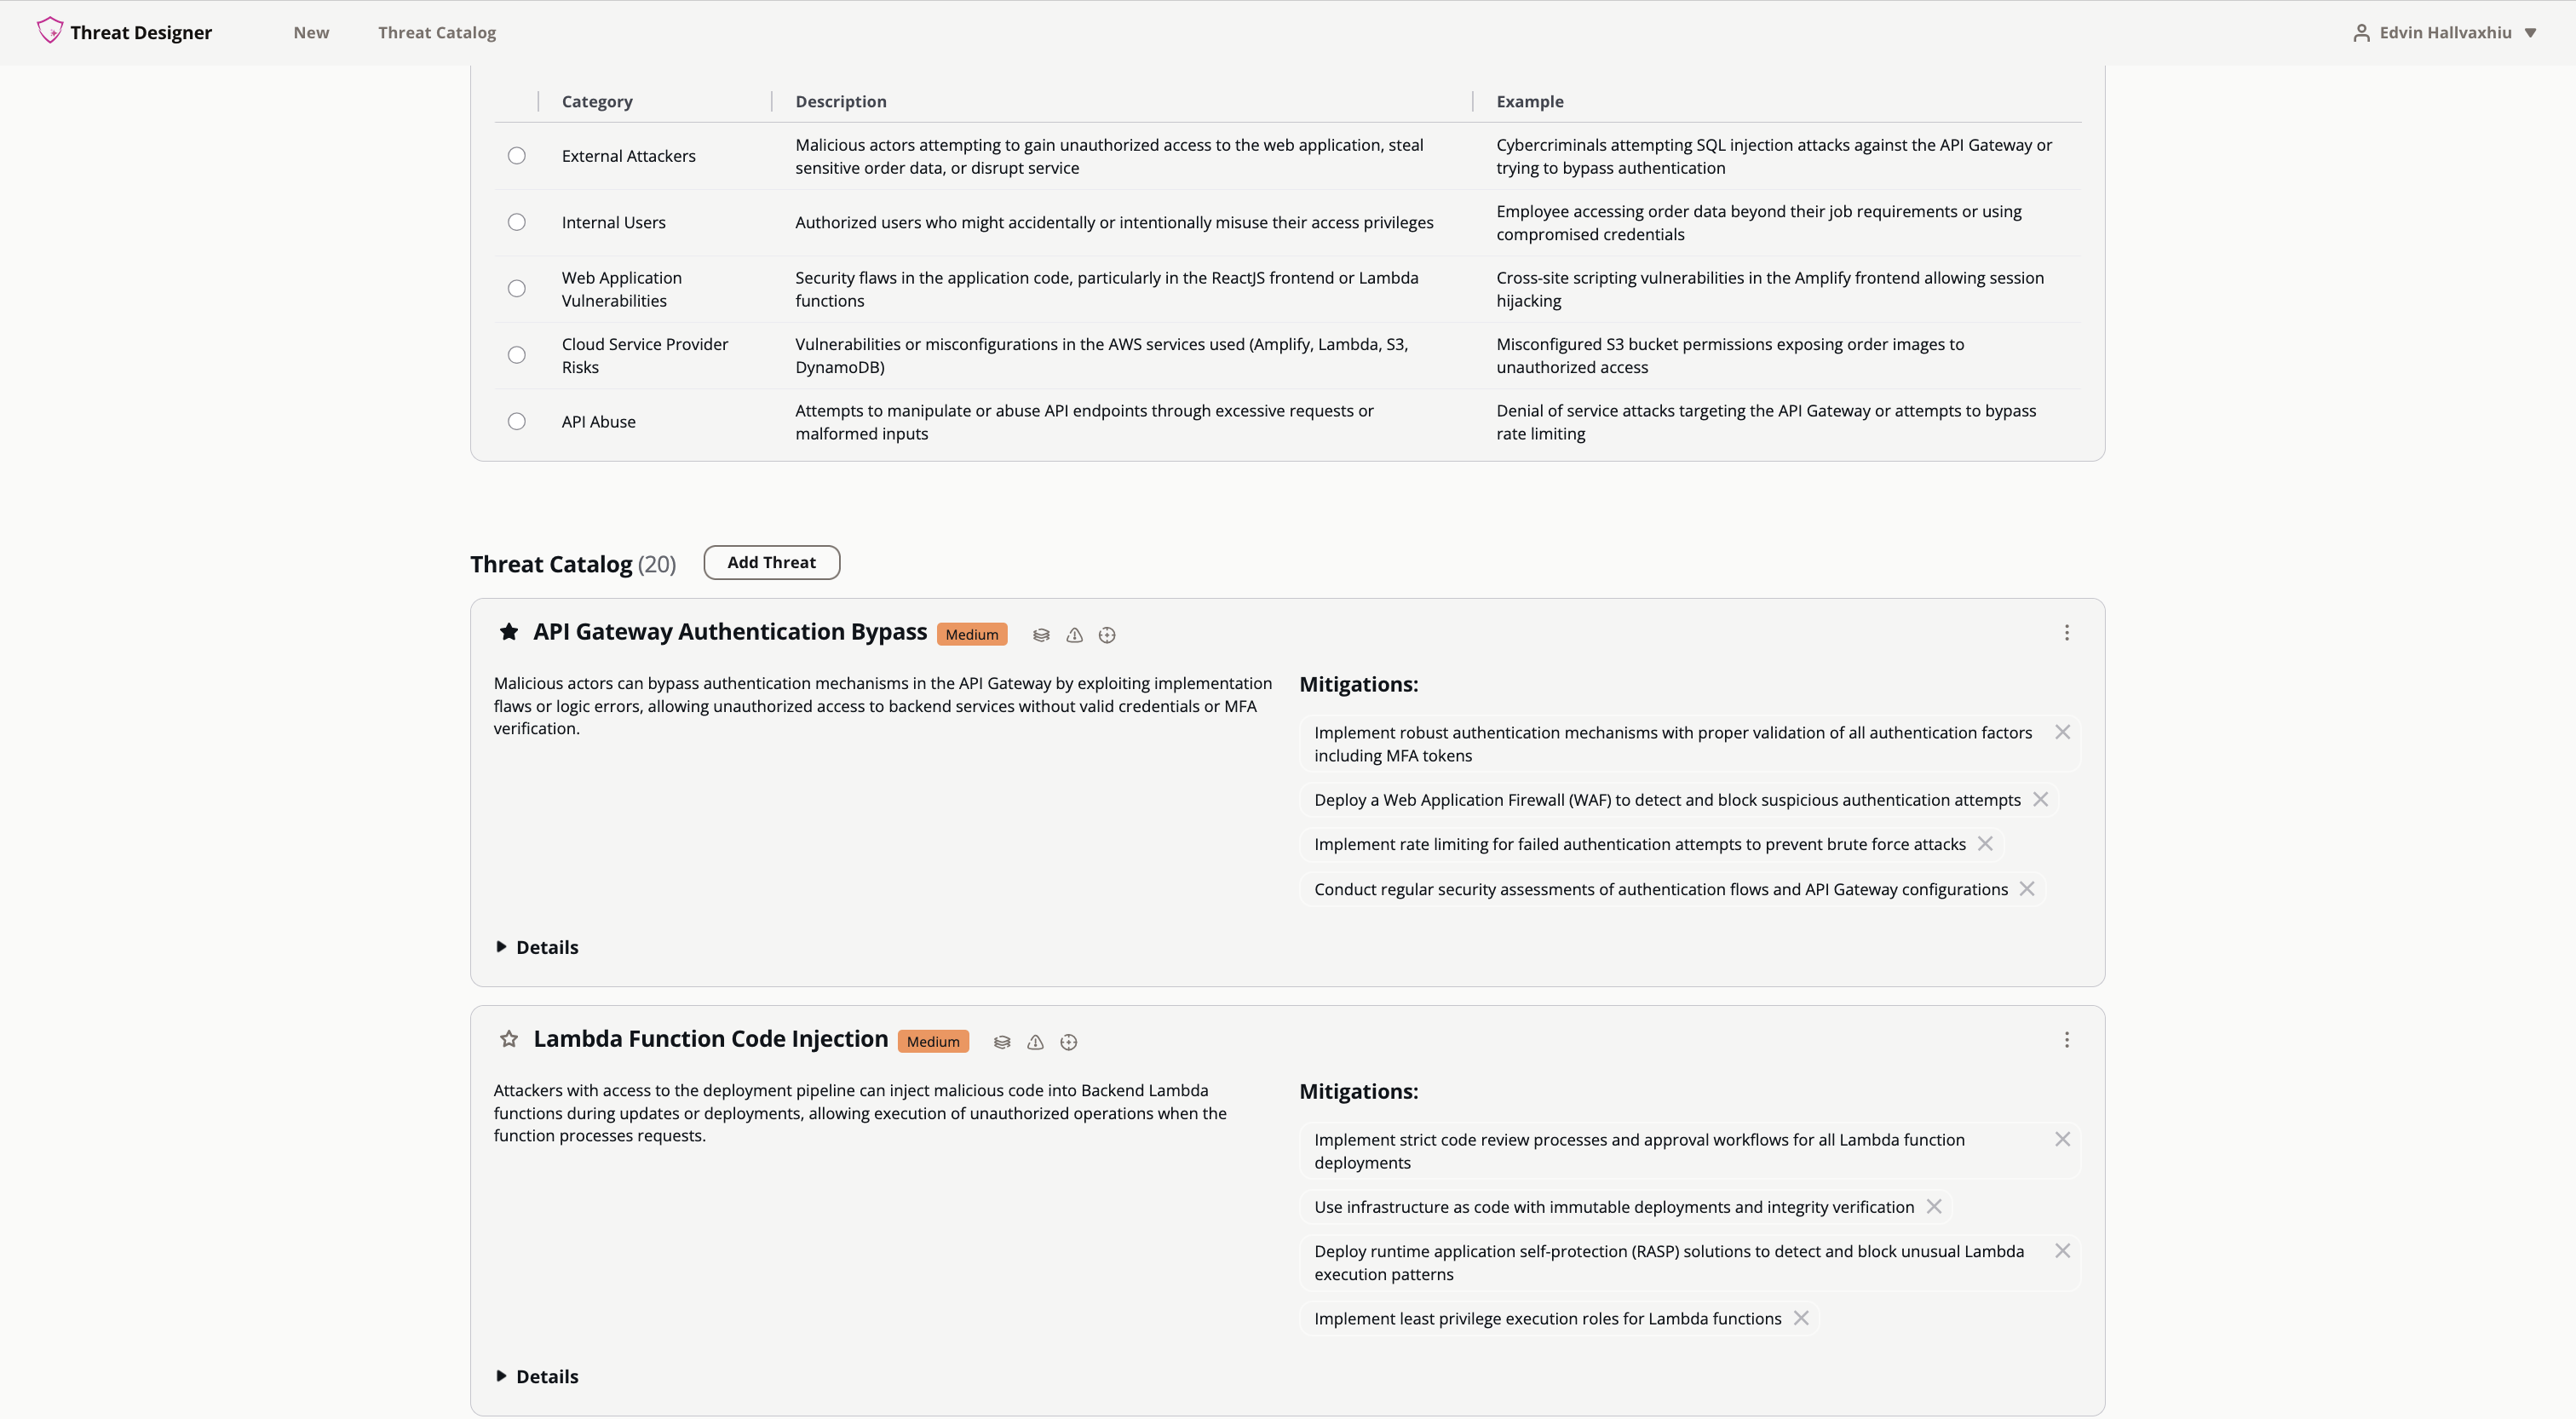 Threat Designer
New
Threat Catalog
Edvin Hallvaxhiu
Category
Description
Example
External Attackers
Malicious actors attempting to gain unauthorized access to the web application, steal
sensitive order data, or disrupt service
Cybercriminals attempting SQL injection attacks against the API Gateway or
trying to bypass authentication
Internal Users
Authorized users who might accidentally or intentionally misuse their access privileges
Employee accessing order data beyond their job requirements or using
compromised credentials
Web Application
Vulnerabilities
Security flaws in the application code, particularly in the ReactJS frontend or Lambda
functions
Cross-site scripting vulnerabilities in the Amplify frontend allowing session
hijacking
Cloud Service Provider
Risks
Vulnerabilities or misconfigurations in the AWS services used (Amplify, Lambda, S3,
DynamoDB)
Misconfigured S3 bucket permissions exposing order images to
unauthorized access
API Abuse
Attempts to manipulate or abuse API endpoints through excessive requests or
malformed inputs
Denial of service attacks targeting the API Gateway or attempts to bypass
rate limiting
Threat Catalog (20)
Add Threat
API Gateway Authentication Bypass
Medium
Malicious actors can bypass authentication mechanisms in the API Gateway by exploiting implementation
flaws or logic errors, allowing unauthorized access to backend services without valid credentials or MFA
verification.
Mitigations:
Implement robust authentication mechanisms with proper validation of all authentication factors
including MFA tokens
Deploy a Web Application Firewall (WAF) to detect and block suspicious authentication attempts
Implement rate limiting for failed authentication attempts to prevent brute force attacks
Conduct regular security assessments of authentication flows and API Gateway configurations
Details
Lambda Function Code Injection
Medium
Attackers with access to the deployment pipeline can inject malicious code into Backend Lambda
functions during updates or deployments, allowing execution of unauthorized operations when the
function processes requests.
Mitigations:
Implement strict code review processes and approval workflows for all Lambda function
deployments
Use infrastructure as code with immutable deployments and integrity verification
Deploy runtime application self-protection (RASP) solutions to detect and block unusual Lambda
execution patterns
Implement least privilege execution roles for Lambda functions
Details